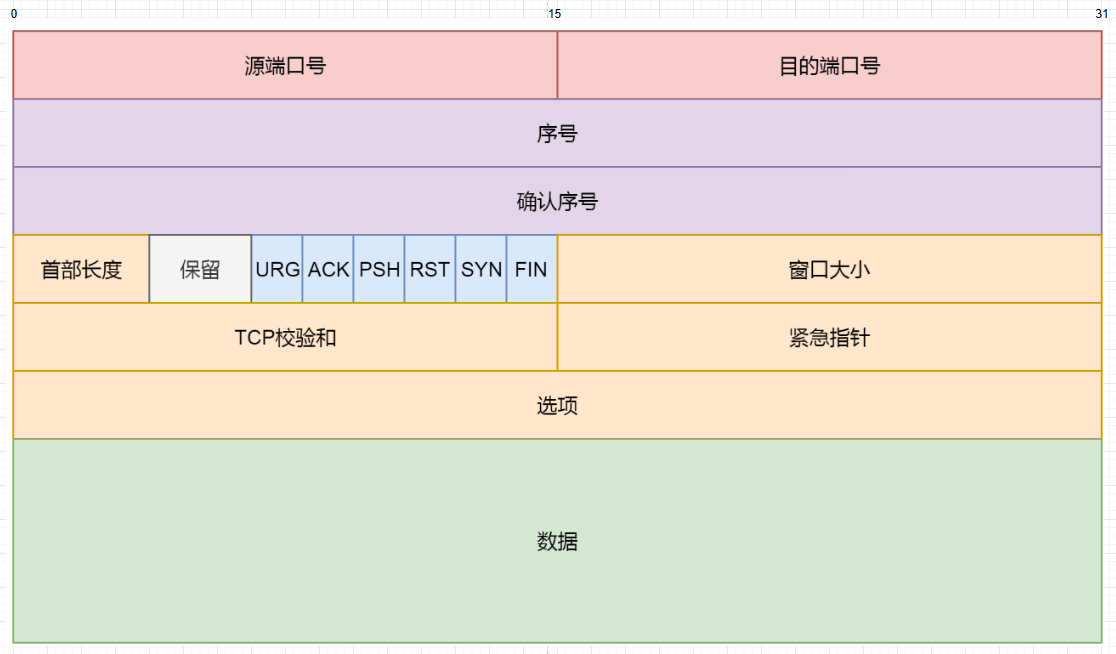 0 15 31
源端口号 目的端口号
序号
确认序号
首部长度 保留 URG ACK PSH RST SYN FIN 窗口大小
TCP校验和 紧急指针
选项
数据